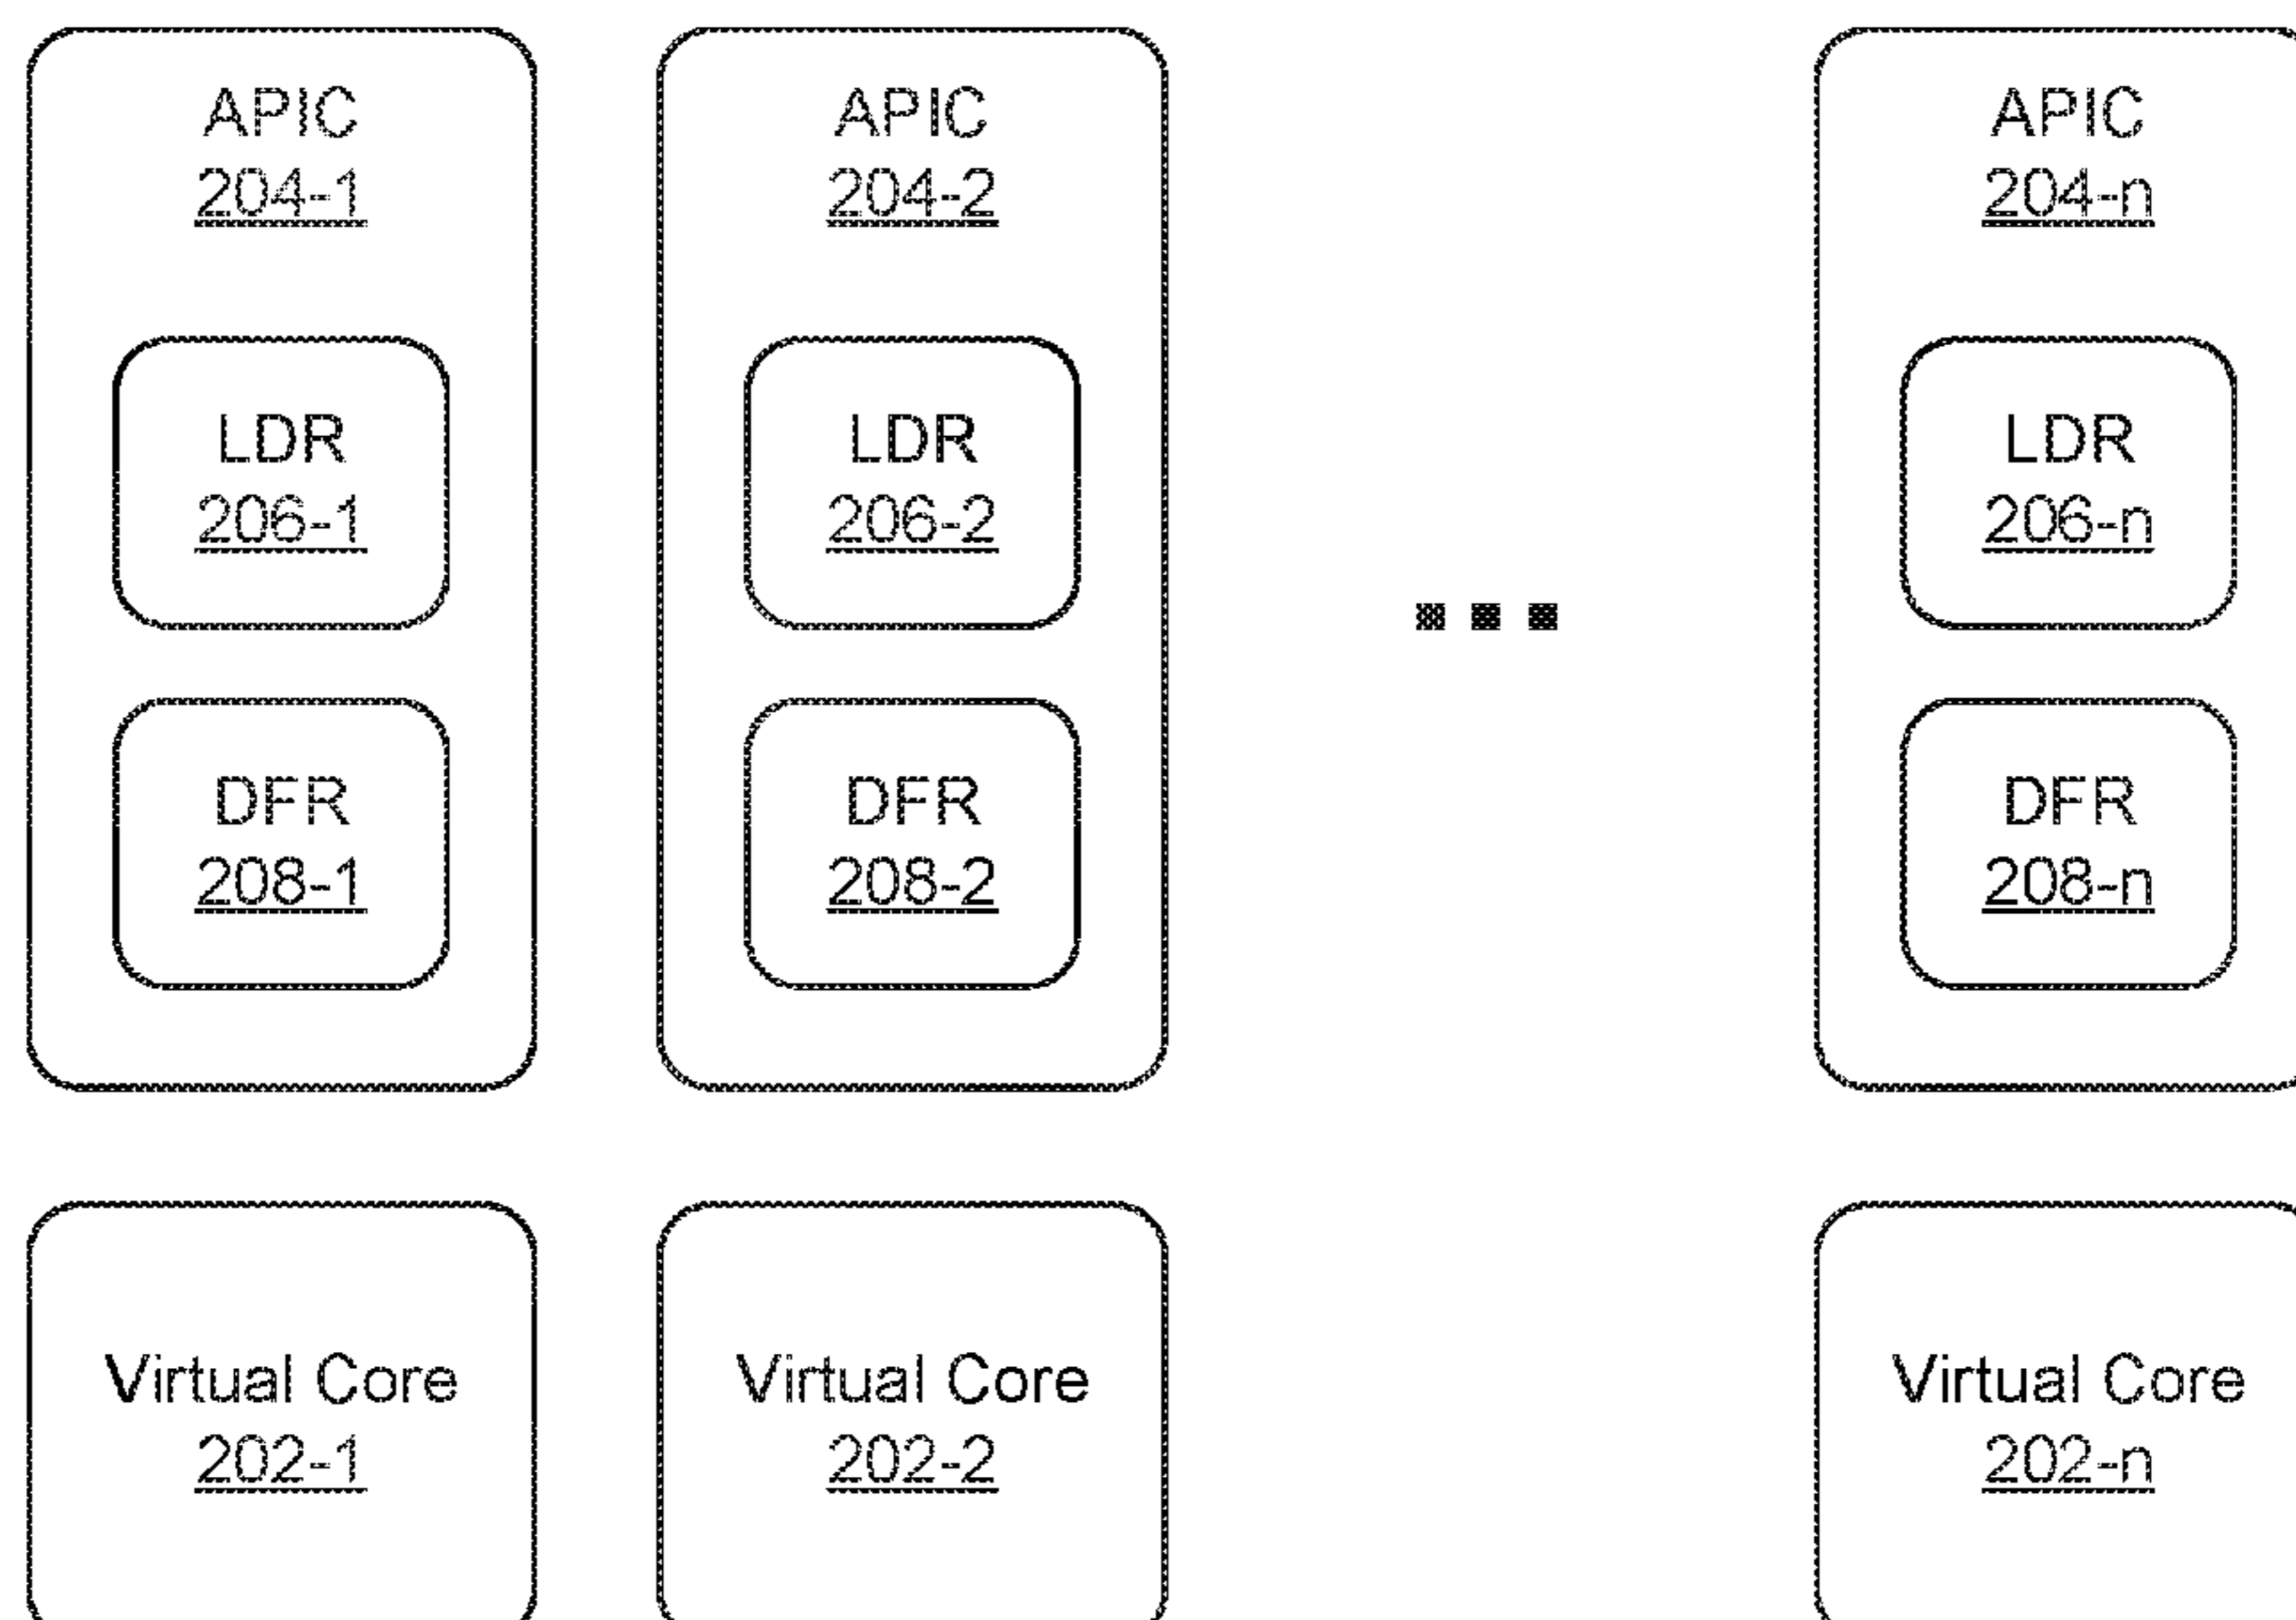 APIC
204-1
LDR
206-1
DFR
208-1
APIC
204-2
LDR
206-2
DFR
208-2
APIC
204-n
LDR
206-n
DFR
208-n
Virtual Core
202-1
Virtual Core
202-2
Virtual Core
202-n